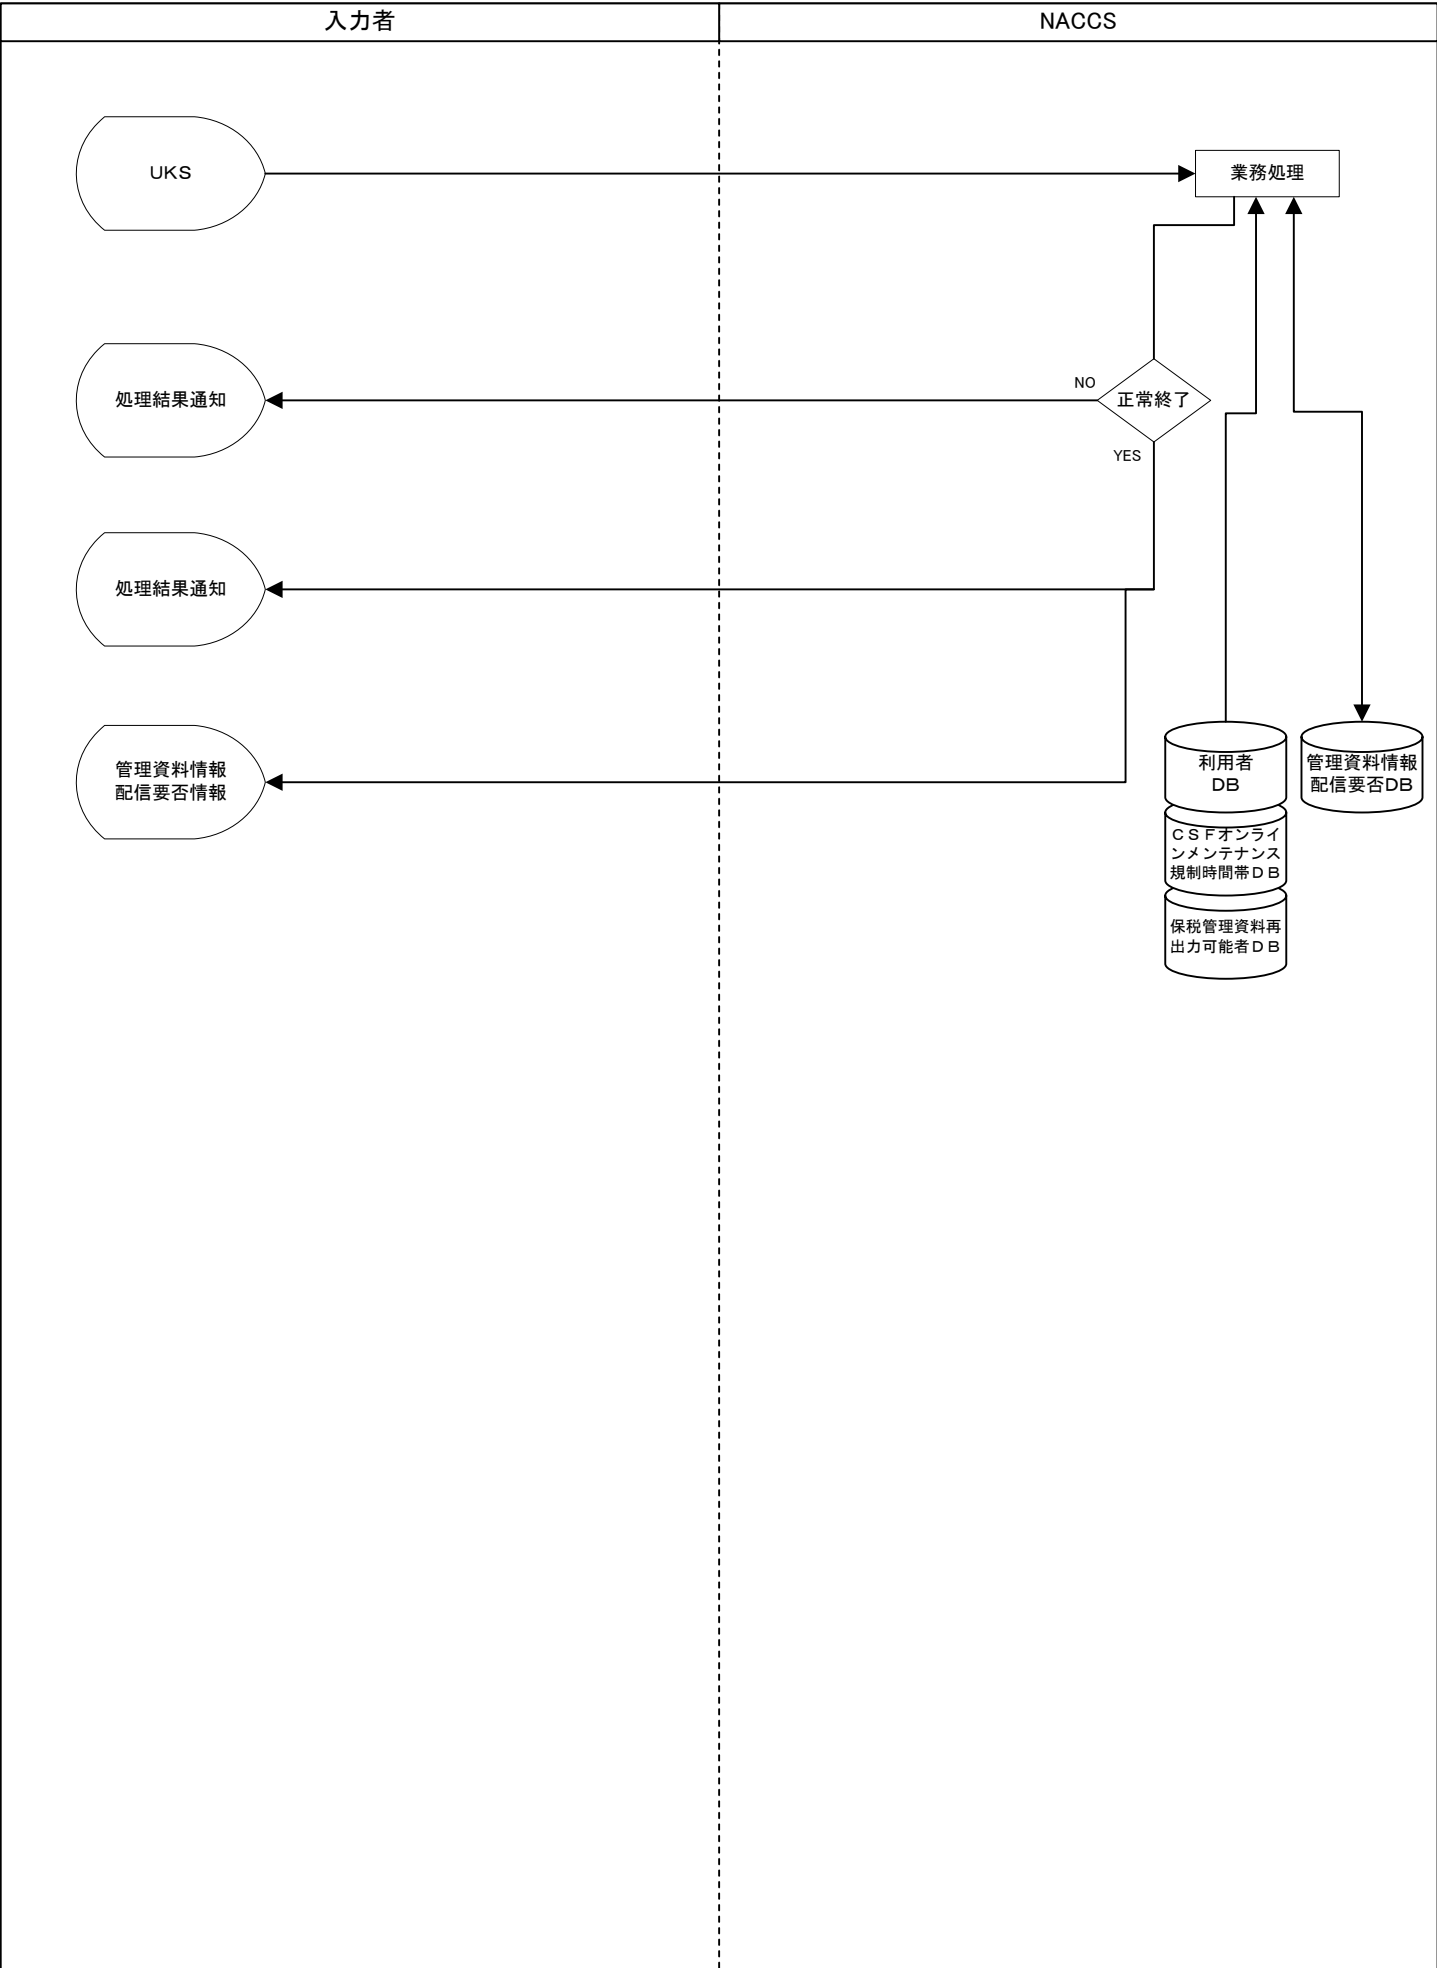 入力者
NACCS
UKS
業務処理
処理結果通知
NO
正常終了
YES
処理結果通知
管理資料情報
配信要否情報
利用者
DB
管理資料情報
配信要否DB
ＣＳＦオンライ
ンメンテナンス
規制時間帯ＤＢ
保税管理資料再
出力可能者ＤＢ